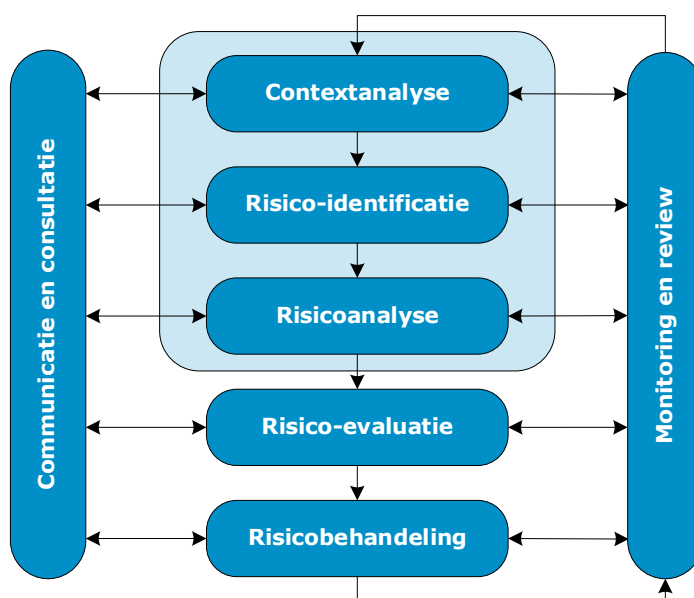 Communicatie en consultatie
Contextanalyse
Risico-identificatie
Risicoanalyse
Risico-evaluatie
Risicobehandeling
Monitoring en review